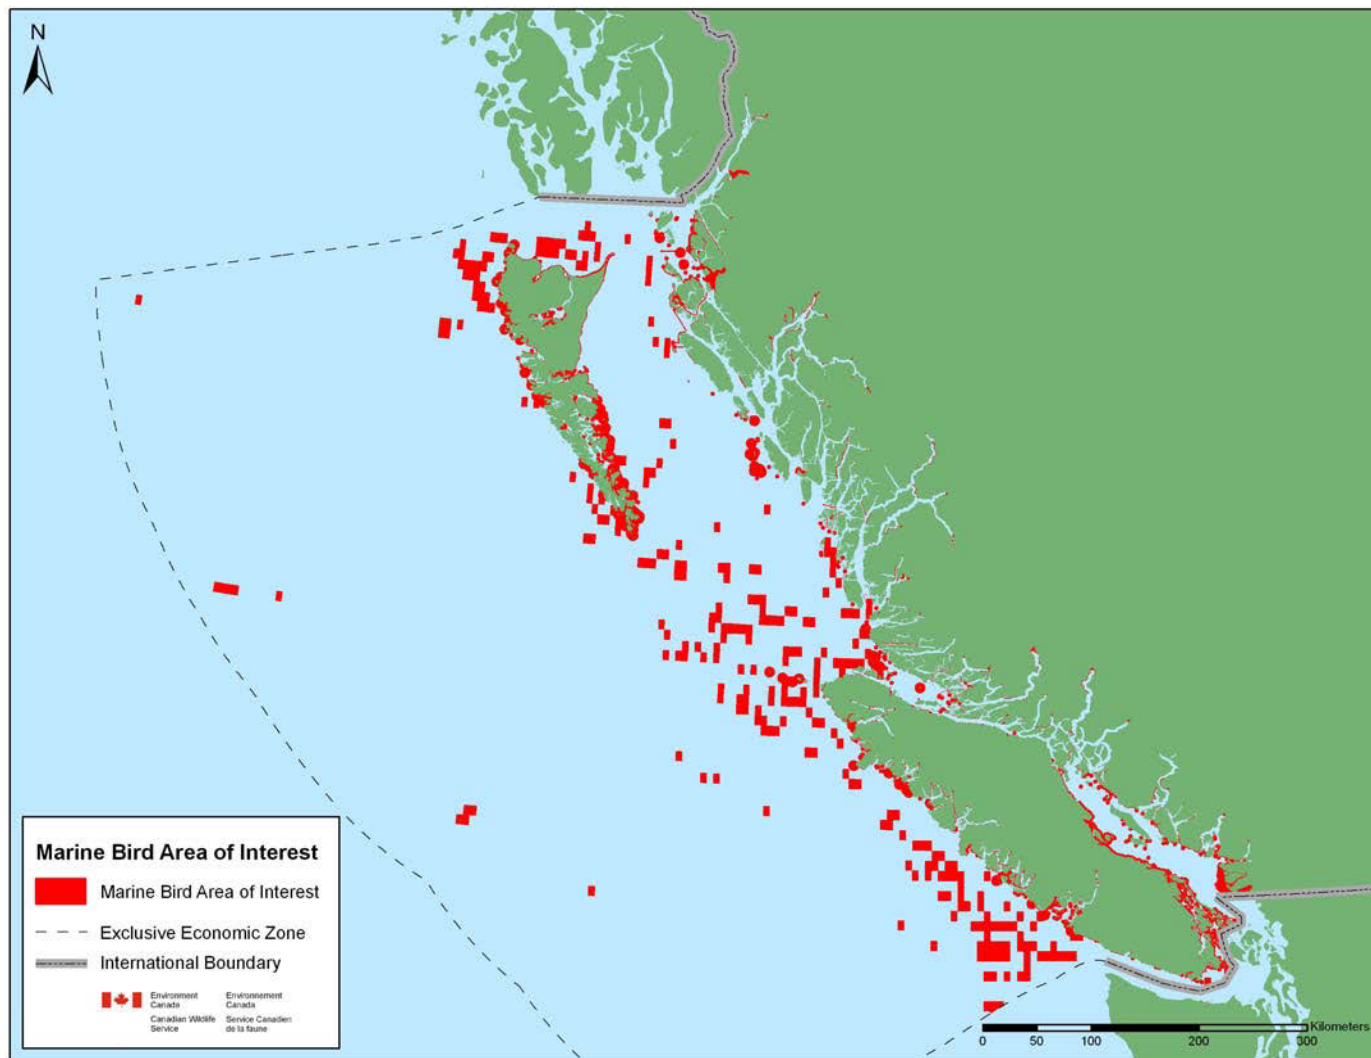 N
Marine Bird Area of Interest
Marine Bird Area of Interest
Exclusive Economic Zone
International Boundary
Environment Canada
Environnement Canada
Canadian Wildlife Service
Service Canadien de la faune
Kilometers
0 50 100 200 300